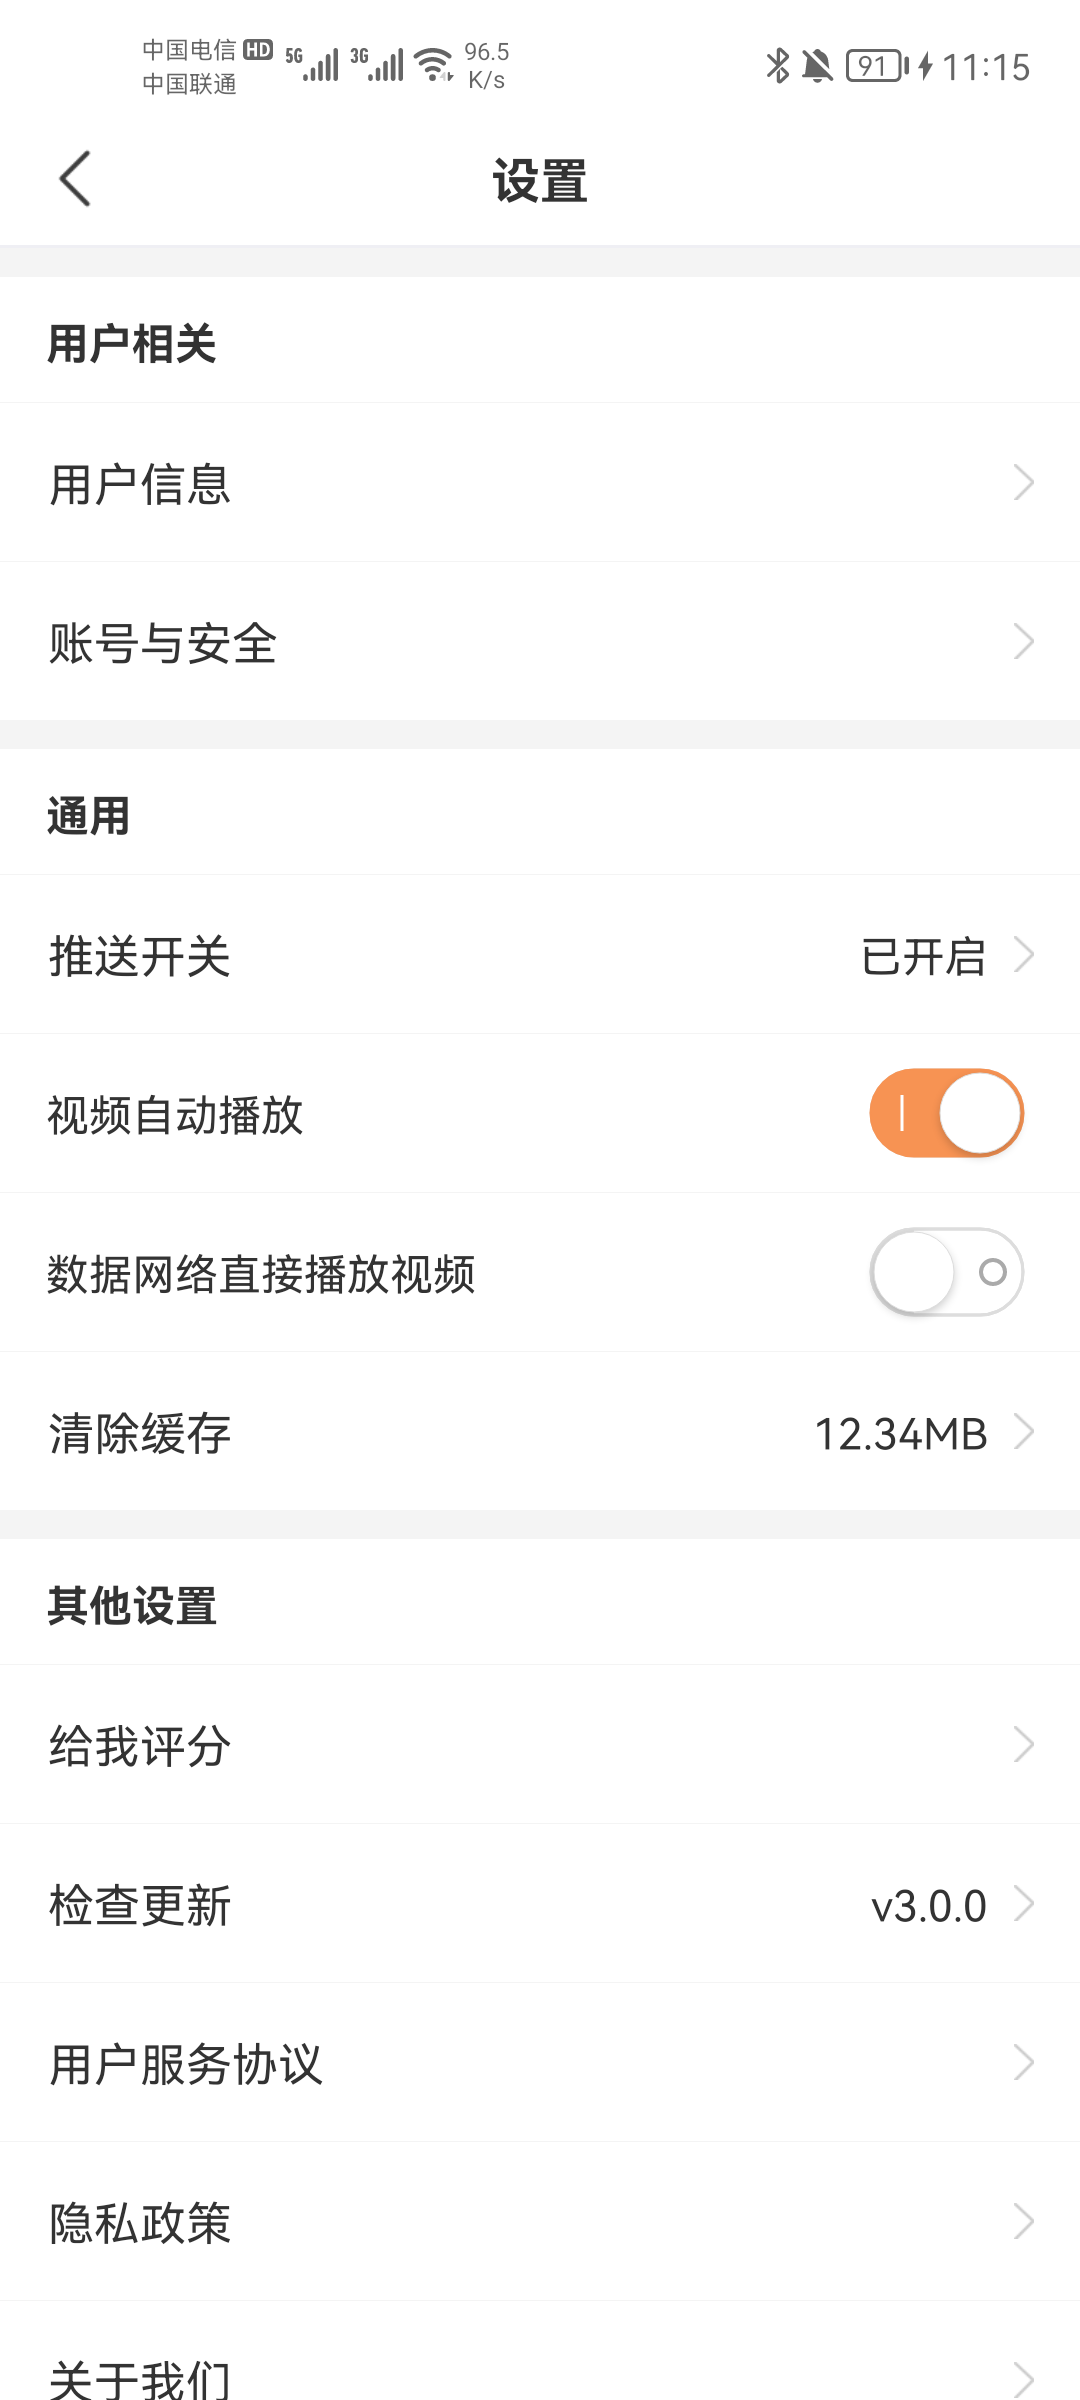 中国电信 HD 5G 3G 96.5 K/s 91 11:15
中国联通
设置
用户相关
用户信息
账号与安全
通用
推送开关 已开启
视频自动播放
数据网络直接播放视频
清除缓存 12.34MB
其他设置
给我评分
检查更新 v3.0.0
用户服务协议
隐私政策
关于我们